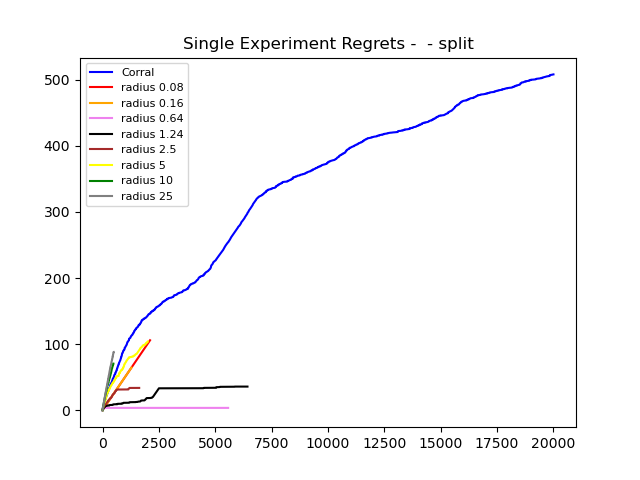 Single Experiment Regrets -  - split
Corral
radius 0.08
radius 0.16
radius 0.64
radius 1.24
radius 2.5
radius 5
radius 10
radius 25
500
400
300
200
100
0
0 2500 5000 7500 10000 12500 15000 17500 20000